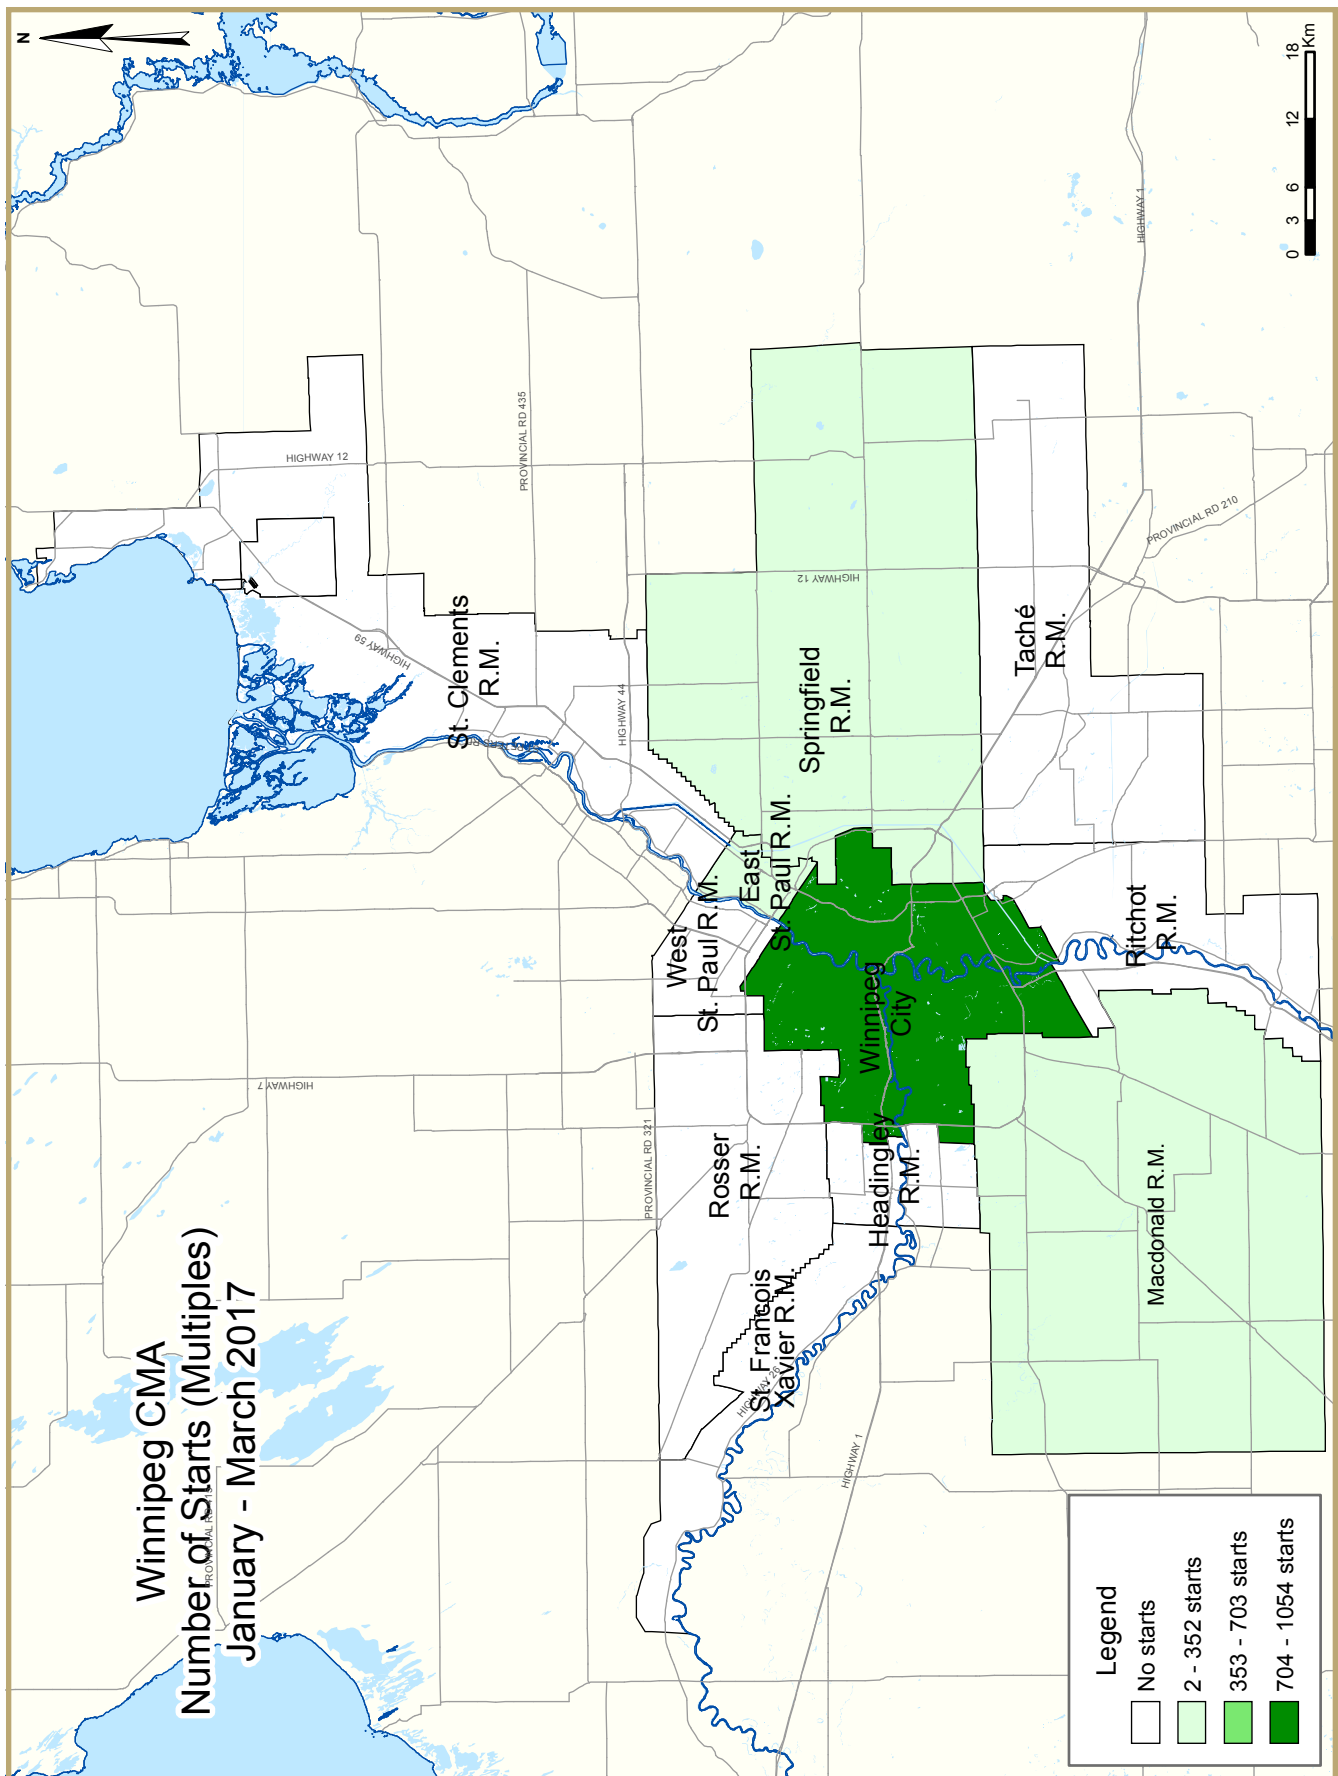 Winnipeg CMA
Number of Starts (Multiples)
January - March 2017
N
HIGHWAY 12
PROVINCIAL RD 435
HIGHWAY 59
St. Clements
R.M.
HIGHWAY 44
HIGHWAY 7
PROVINCIAL RD 321
HIGHWAY 12
Springfield
R.M.
East
St. Paul R.M.
West
St. Paul R.M.
Rosser
R.M.
St. François
Xavier R.M.
HIGHWAY 26
Winnipeg
City
Headingley
R.M.
HIGHWAY 1
HIGHWAY 1
Taché
R.M.
PROVINCIAL RD 210
Ritchot
R.M.
Macdonald R.M.
Legend
No starts
2 - 352 starts
353 - 703 starts
704 - 1054 starts
0 3 6 12 18
Km